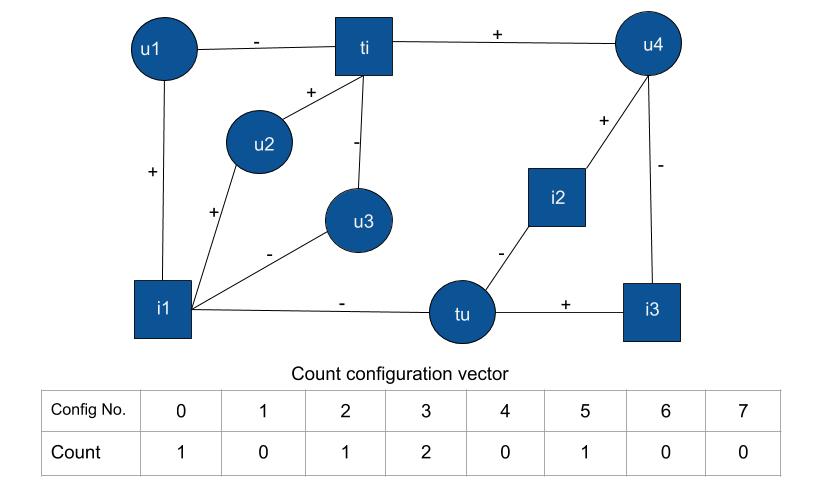 u1
-
ti
+
u4
+
u2
-
+
+
-
i2
+
u3
-
-
i1
-
tu
+
i3
Count configuration vector
Config No. 0 1 2 3 4 5 6 7
Count 1 0 1 2 0 1 0 0